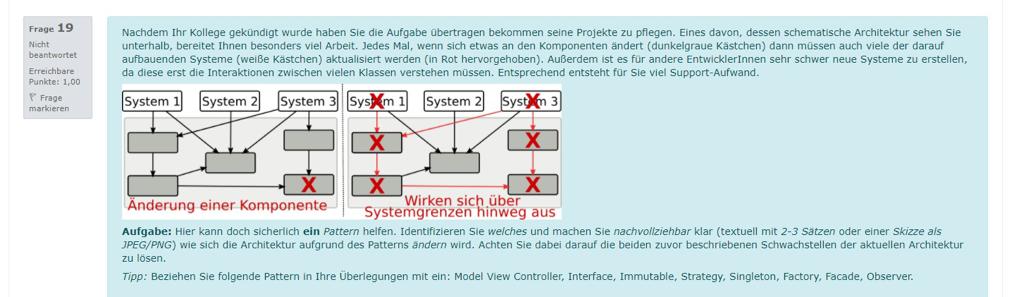 Frage 19
Nicht
beantwortet
Erreichbare
Punkte: 1,00
Frage
markieren
Nachdem Ihr Kollege gekündigt wurde haben Sie die Aufgabe übertragen bekommen seine Projekte zu pflegen. Eines davon, dessen schematische Architektur sehen Sie
unterhalb, bereitet Ihnen besonders viel Arbeit. Jedes Mal, wenn sich etwas an den Komponenten ändert (dunkelgraue Kästchen) dann müssen auch viele der darauf
aufbauenden Systeme (weiße Kästchen) aktualisiert werden (in Rot hervorgehoben). Außerdem ist es für andere EntwicklerInnen sehr schwer neue Systeme zu erstellen,
da diese erst die Interaktionen zwischen vielen Klassen verstehen müssen. Entsprechend entsteht für Sie viel Support-Aufwand.
System 1 System 2 System 3 System 1 System 2 System 3
X X
X X
X X X
Änderung einer Komponente
Wirken sich über
Systemgrenzen hinweg aus
Aufgabe: Hier kann doch sicherlich ein Pattern helfen. Identifizieren Sie welches und machen Sie nachvollziehbar klar (textuell mit 2-3 Sätzen oder einer Skizze als
JPEG/PNG) wie sich die Architektur aufgrund des Patterns ändern wird. Achten Sie dabei darauf die beiden zuvor beschriebenen Schwachstellen der aktuellen Architektur
zu lösen.
Tipp: Beziehen Sie folgende Pattern in Ihre Überlegungen mit ein: Model View Controller, Interface, Immutable, Strategy, Singleton, Factory, Facade, Observer.